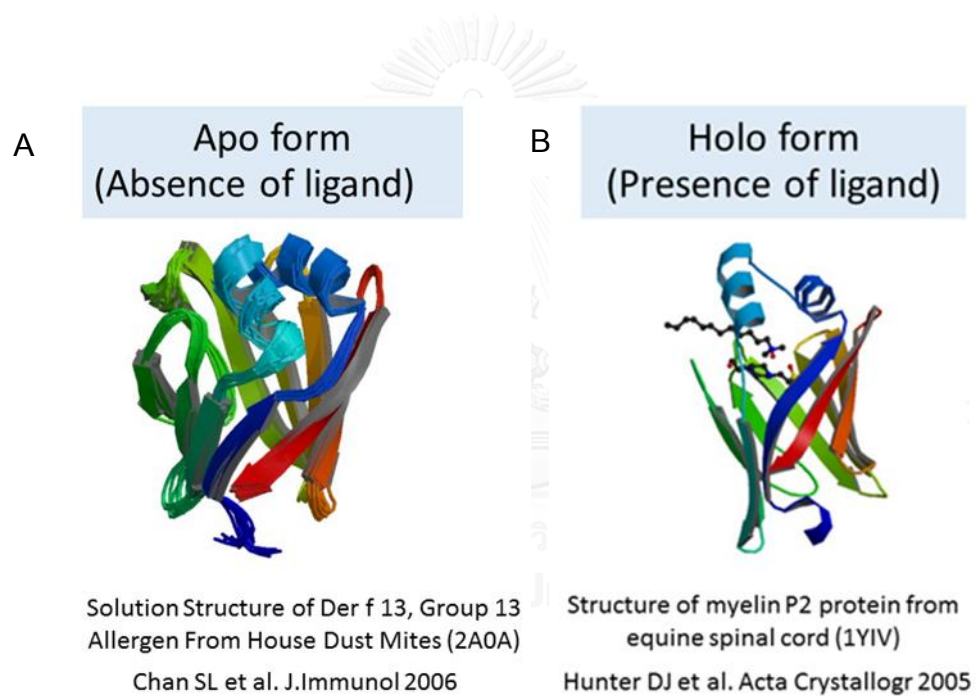 A
Apo form
(Absence of ligand)
B
Holo form
(Presence of ligand)
Solution Structure of Der f 13, Group 13
Allergen From House Dust Mites (2A0A)
Chan SL et al. J.Immunol 2006
Structure of myelin P2 protein from
equine spinal cord (1YIV)
Hunter DJ et al. Acta Crystallogr 2005